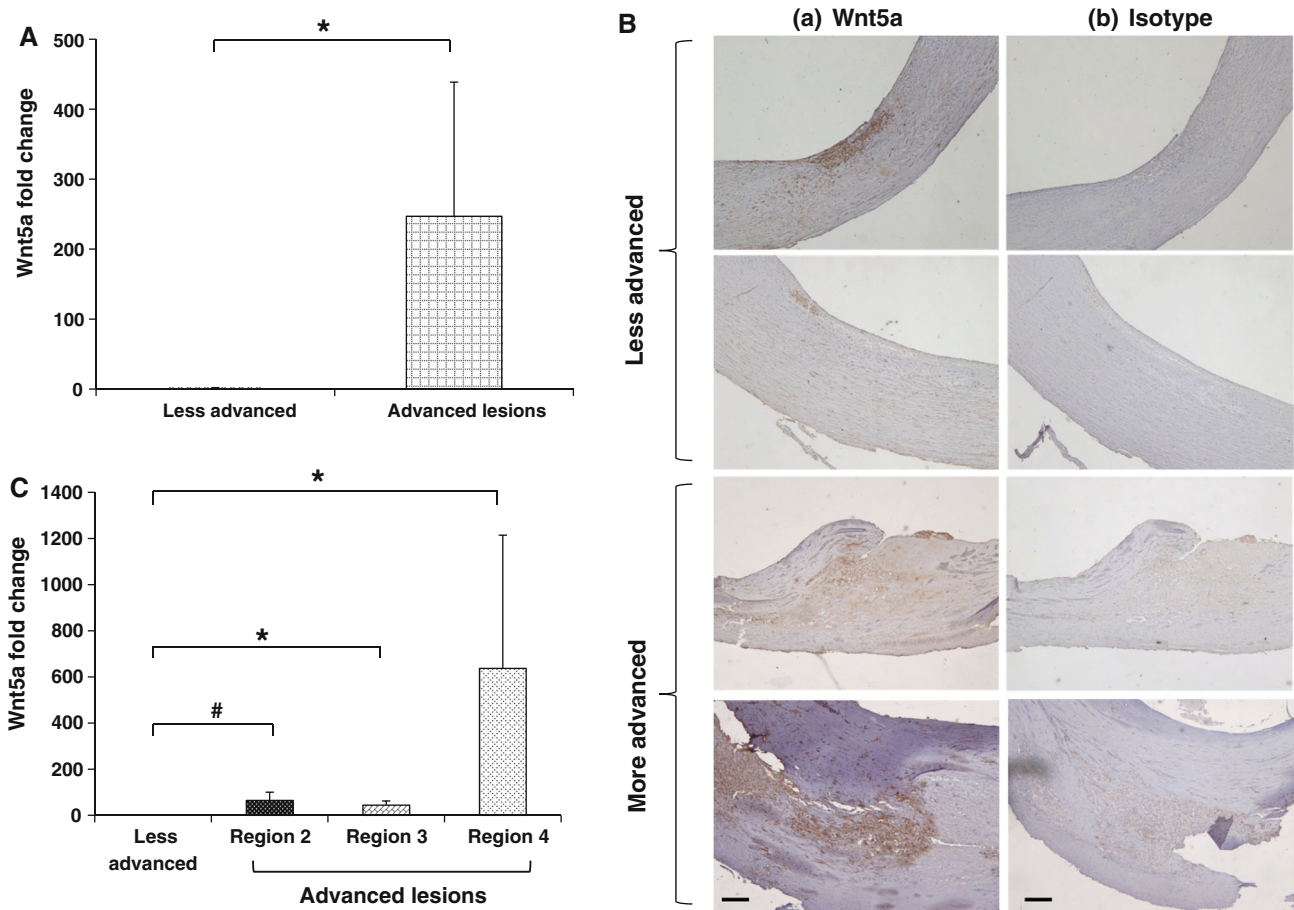 A
500
400
300
200
100
0
Wnt5a fold change
*
Less advanced
Advanced lesions
B
(a) Wnt5a
(b) Isotype
Less advanced
More advanced
C
1400
1200
1000
800
600
400
200
0
Wnt5a fold change
*
*
#
Less
advanced
Region 2
Region 3
Region 4
Advanced lesions